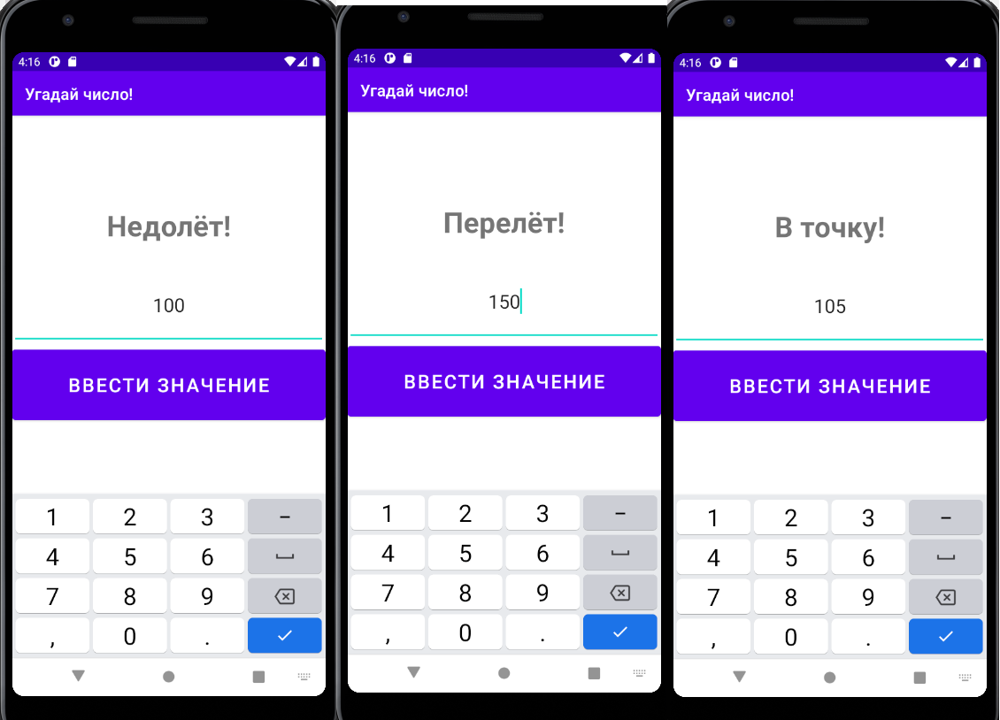 4:16
Угадай число!
Недолёт!
100
ВВЕСТИ ЗНАЧЕНИЕ
1 2 3 –
4 5 6
7 8 9
, 0 .
4:16
Угадай число!
Перелёт!
150
ВВЕСТИ ЗНАЧЕНИЕ
1 2 3 –
4 5 6
7 8 9
, 0 .
4:16
Угадай число!
В точку!
105
ВВЕСТИ ЗНАЧЕНИЕ
1 2 3 –
4 5 6
7 8 9
, 0 .